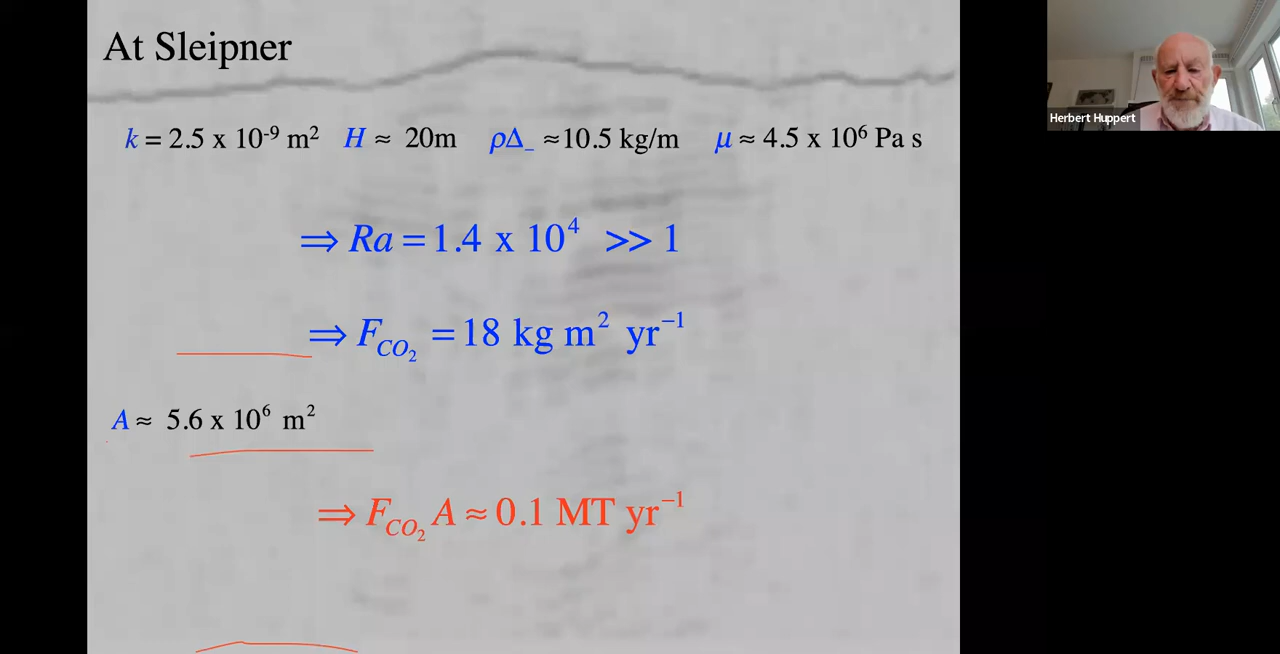 At Sleipner
Herbert Huppert
k = 2.5 x 10⁻⁹ m² H ≈ 20m ρΔ_ ≈10.5 kg/m μ ≈ 4.5 x 10⁶ Pa s
⇒ Ra = 1.4 x 10⁴ >> 1
⇒ F_CO₂ = 18 kg m² yr⁻¹
A ≈ 5.6 x 10⁶ m²
⇒ F_CO₂ A ≈ 0.1 MT yr⁻¹